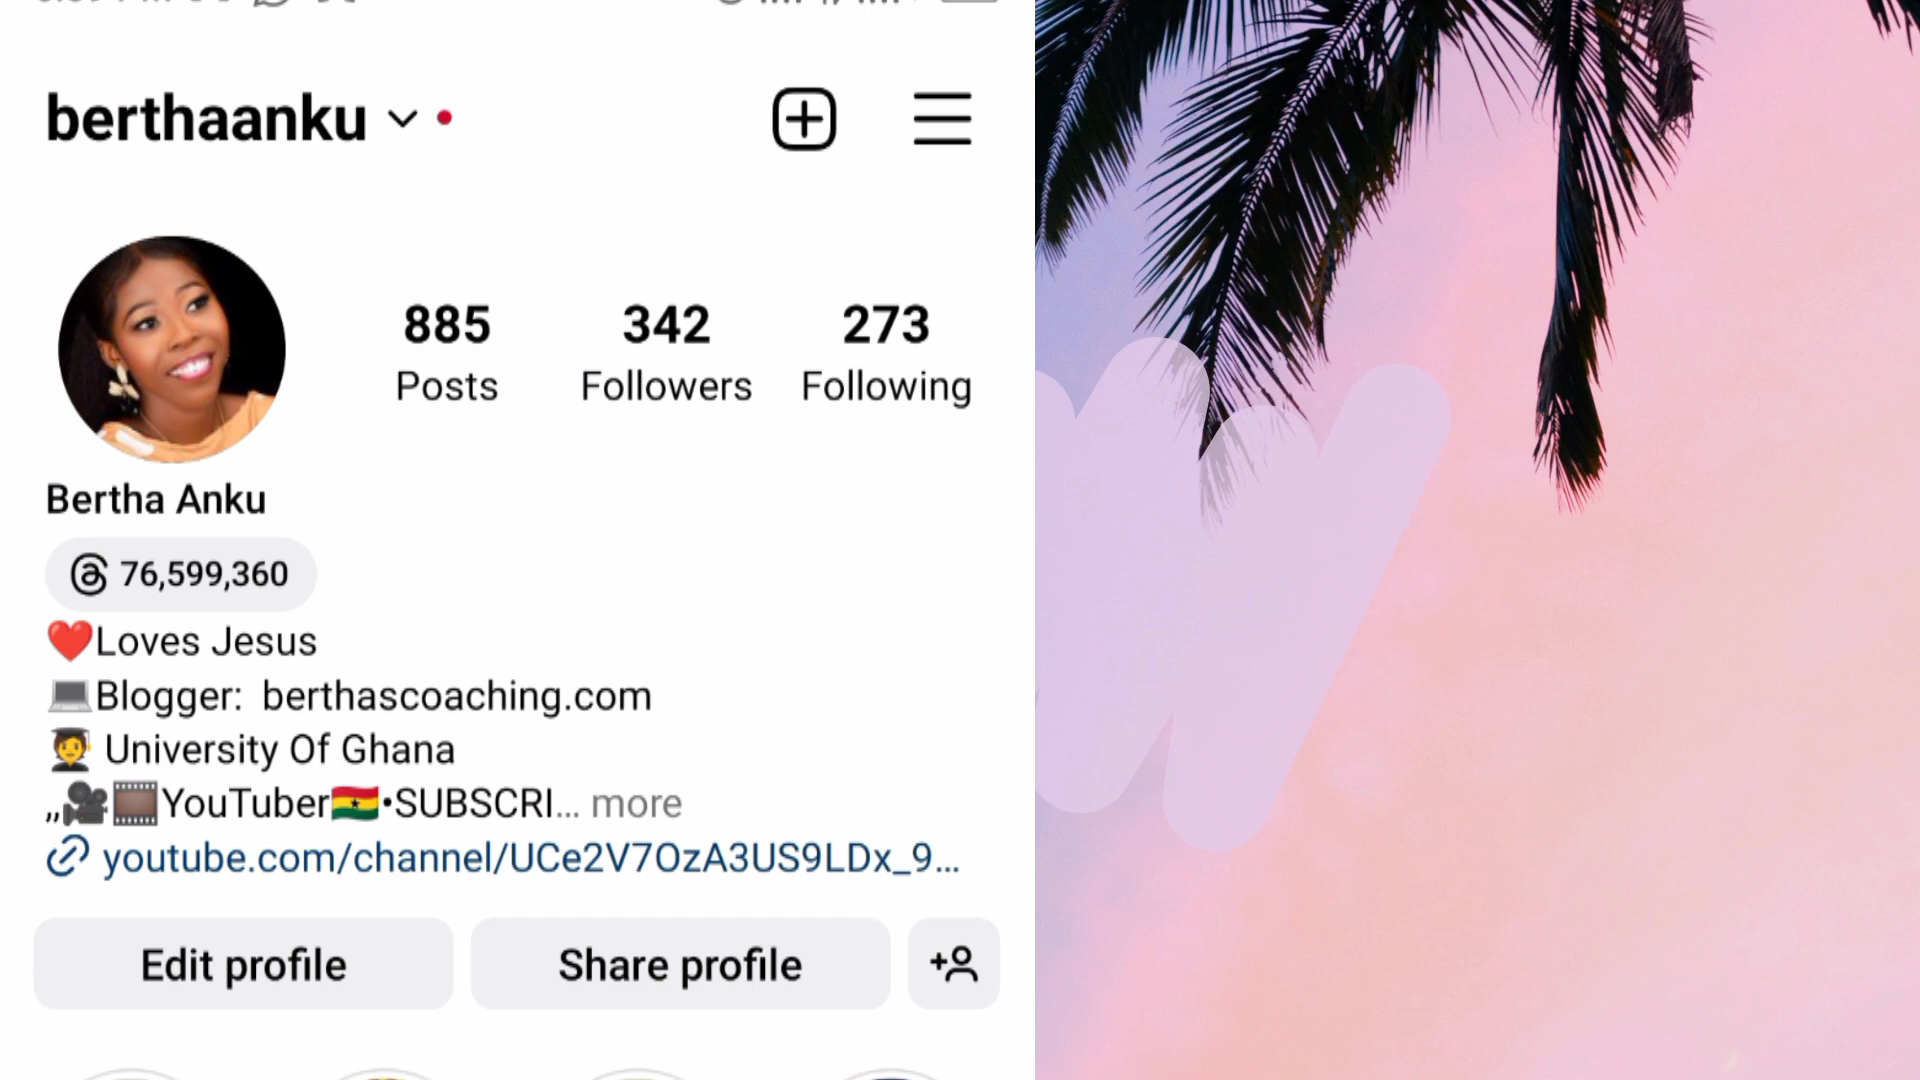 berthaanku
885 342 273
Posts Followers Following
Bertha Anku
76,599,360
❤️Loves Jesus
💻Blogger: berthascoaching.com
🧑‍🎓 University Of Ghana
,,🎥🎞️YouTuber🇬🇭•SUBSCRI... more
youtube.com/channel/UCe2V7OzA3US9LDx_9...
Edit profile Share profile